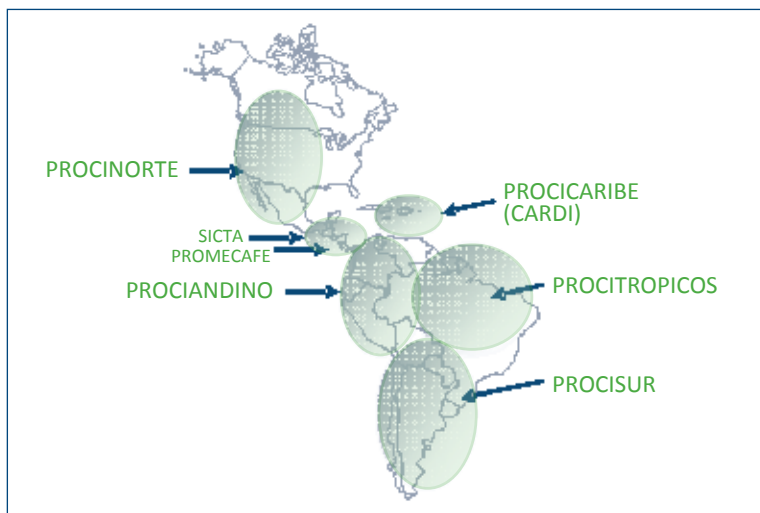 PROCINORTE
PROCICARIBE
(CARDI)
SICTA
PROMECAFE
PROCIANDINO
PROCITROPICOS
PROCISUR